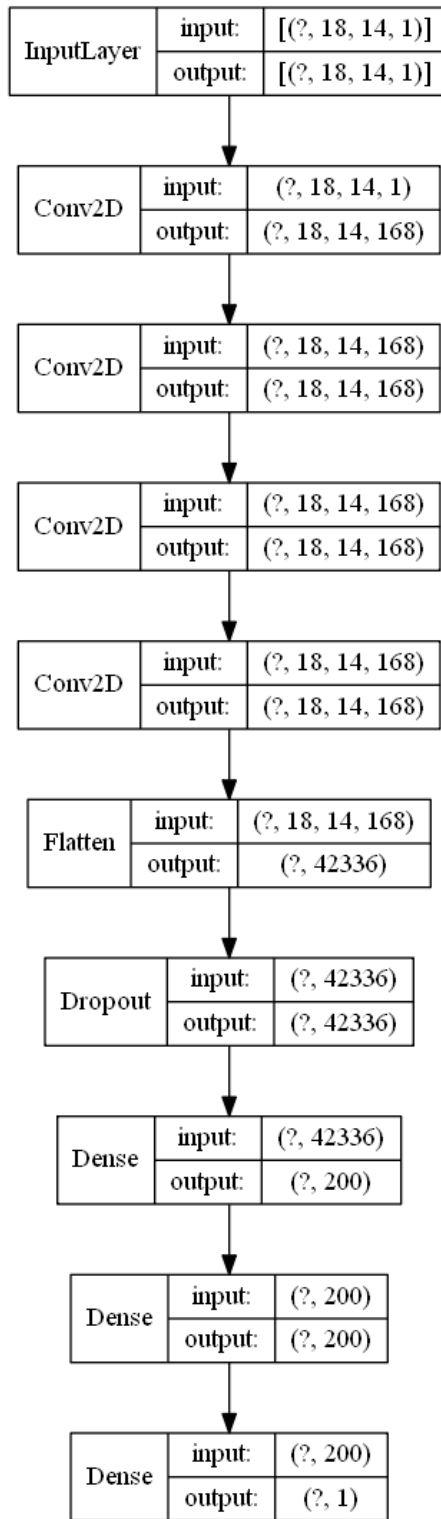 InputLayer
input: [(?, 18, 14, 1)]
output: [(?, 18, 14, 1)]
Conv2D
input: (?, 18, 14, 1)
output: (?, 18, 14, 168)
Conv2D
input: (?, 18, 14, 168)
output: (?, 18, 14, 168)
Conv2D
input: (?, 18, 14, 168)
output: (?, 18, 14, 168)
Conv2D
input: (?, 18, 14, 168)
output: (?, 18, 14, 168)
Flatten
input: (?, 18, 14, 168)
output: (?, 42336)
Dropout
input: (?, 42336)
output: (?, 42336)
Dense
input: (?, 42336)
output: (?, 200)
Dense
input: (?, 200)
output: (?, 200)
Dense
input: (?, 200)
output: (?, 1)